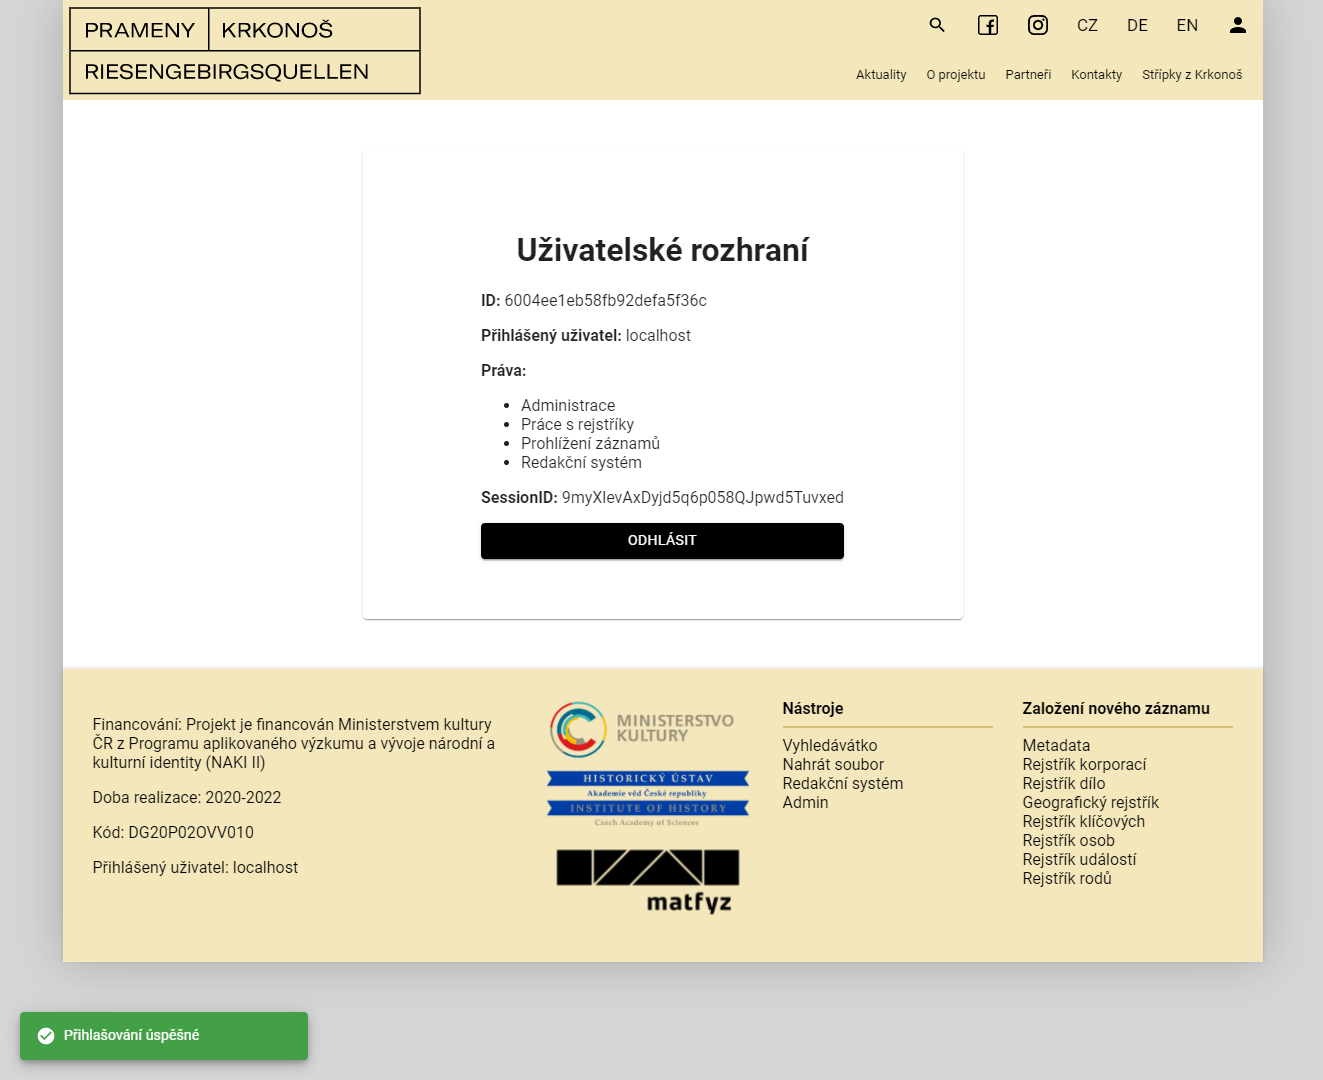 PRAMENY KRKONOŠ
RIESENGEBIRGSQUELLEN
CZ DE EN
Aktuality O projektu Partneři Kontakty Střípky z Krkonoš
Uživatelské rozhraní
ID: 6004ee1eb58fb92defa5f36c
Přihlášený uživatel: localhost
Práva:
Administrace
Práce s rejstříky
Prohlížení záznamů
Redakční systém
SessionID: 9myXlevAxDyjd5q6p058QJpwd5Tuvxed
ODHLÁSIT
Financování: Projekt je financován Ministerstvem kultury
ČR z Programu aplikovaného výzkumu a vývoje národní a
kulturní identity (NAKI II)
Doba realizace: 2020-2022
Kód: DG20P02OVV010
Přihlášený uživatel: localhost
MINISTERSTVO
KULTURY
HISTORICKÝ ÚSTAV
Akademie věd České republiky
INSTITUTE OF HISTORY
Czech Academy of Sciences
matfyz
Nástroje
Vyhledávátko
Nahrát soubor
Redakční systém
Admin
Založení nového záznamu
Metadata
Rejstřík korporací
Rejstřík dílo
Geografický rejstřík
Rejstřík klíčových
Rejstřík osob
Rejstřík událostí
Rejstřík rodů
Přihlašování úspěšné